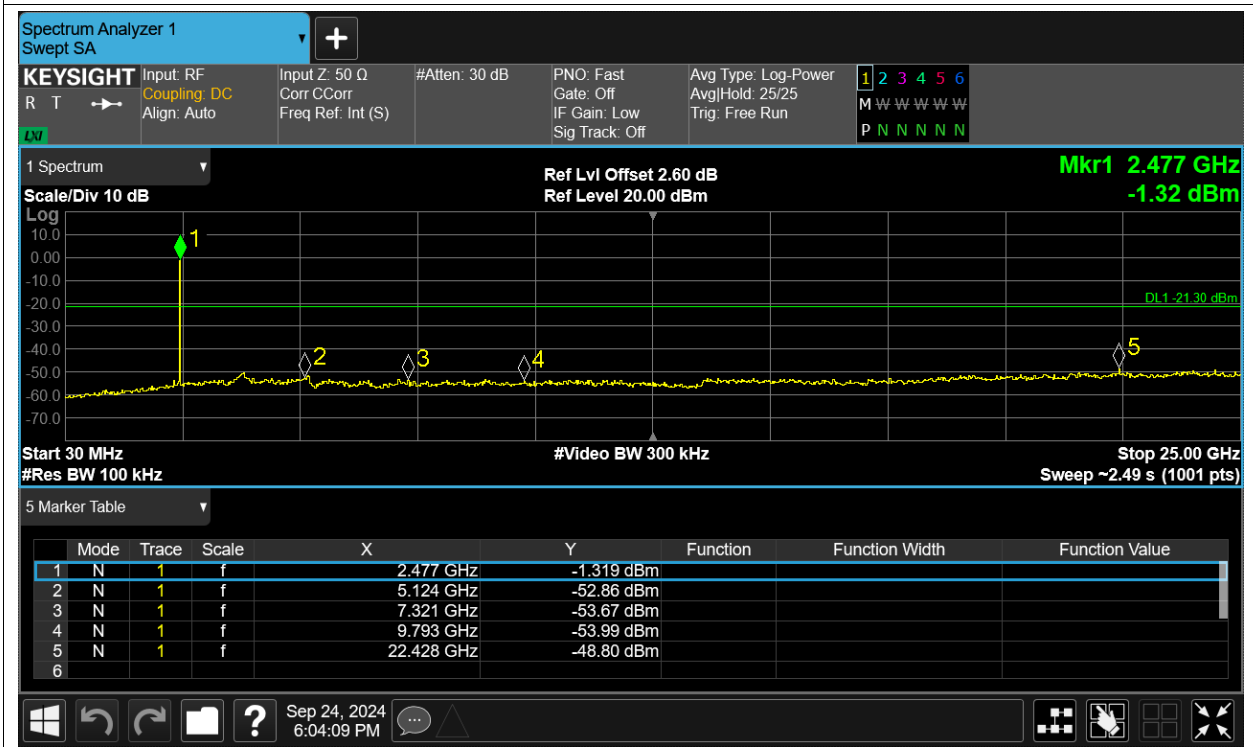 Spectrum Analyzer 1
Swept SA
KEYSIGHT
R T
LXI
Input: RF
Coupling: DC
Align: Auto
Input Z: 50 Ω
Corr CCorr
Freq Ref: Int (S)
#Atten: 30 dB
PNO: Fast
Gate: Off
IF Gain: Low
Sig Track: Off
Avg Type: Log-Power
Avg|Hold: 25/25
Trig: Free Run
1 2 3 4 5 6
M W W W W W
P N N N N N
1 Spectrum
Scale/Div 10 dB
Ref Lvl Offset 2.60 dB
Ref Level 20.00 dBm
Mkr1 2.477 GHz
-1.32 dBm
Log
10.0
0.00
-10.0
-20.0
-30.0
-40.0
-50.0
-60.0
-70.0
1
2
3
4
5
DL1 -21.30 dBm
Start 30 MHz
#Res BW 100 kHz
#Video BW 300 kHz
Stop 25.00 GHz
Sweep ~2.49 s (1001 pts)
5 Marker Table
Mode Trace Scale X Y Function Function Width Function Value
1 N 1 f 2.477 GHz -1.319 dBm
2 N 1 f 5.124 GHz -52.86 dBm
3 N 1 f 7.321 GHz -53.67 dBm
4 N 1 f 9.793 GHz -53.99 dBm
5 N 1 f 22.428 GHz -48.80 dBm
6
?
Sep 24, 2024
6:04:09 PM